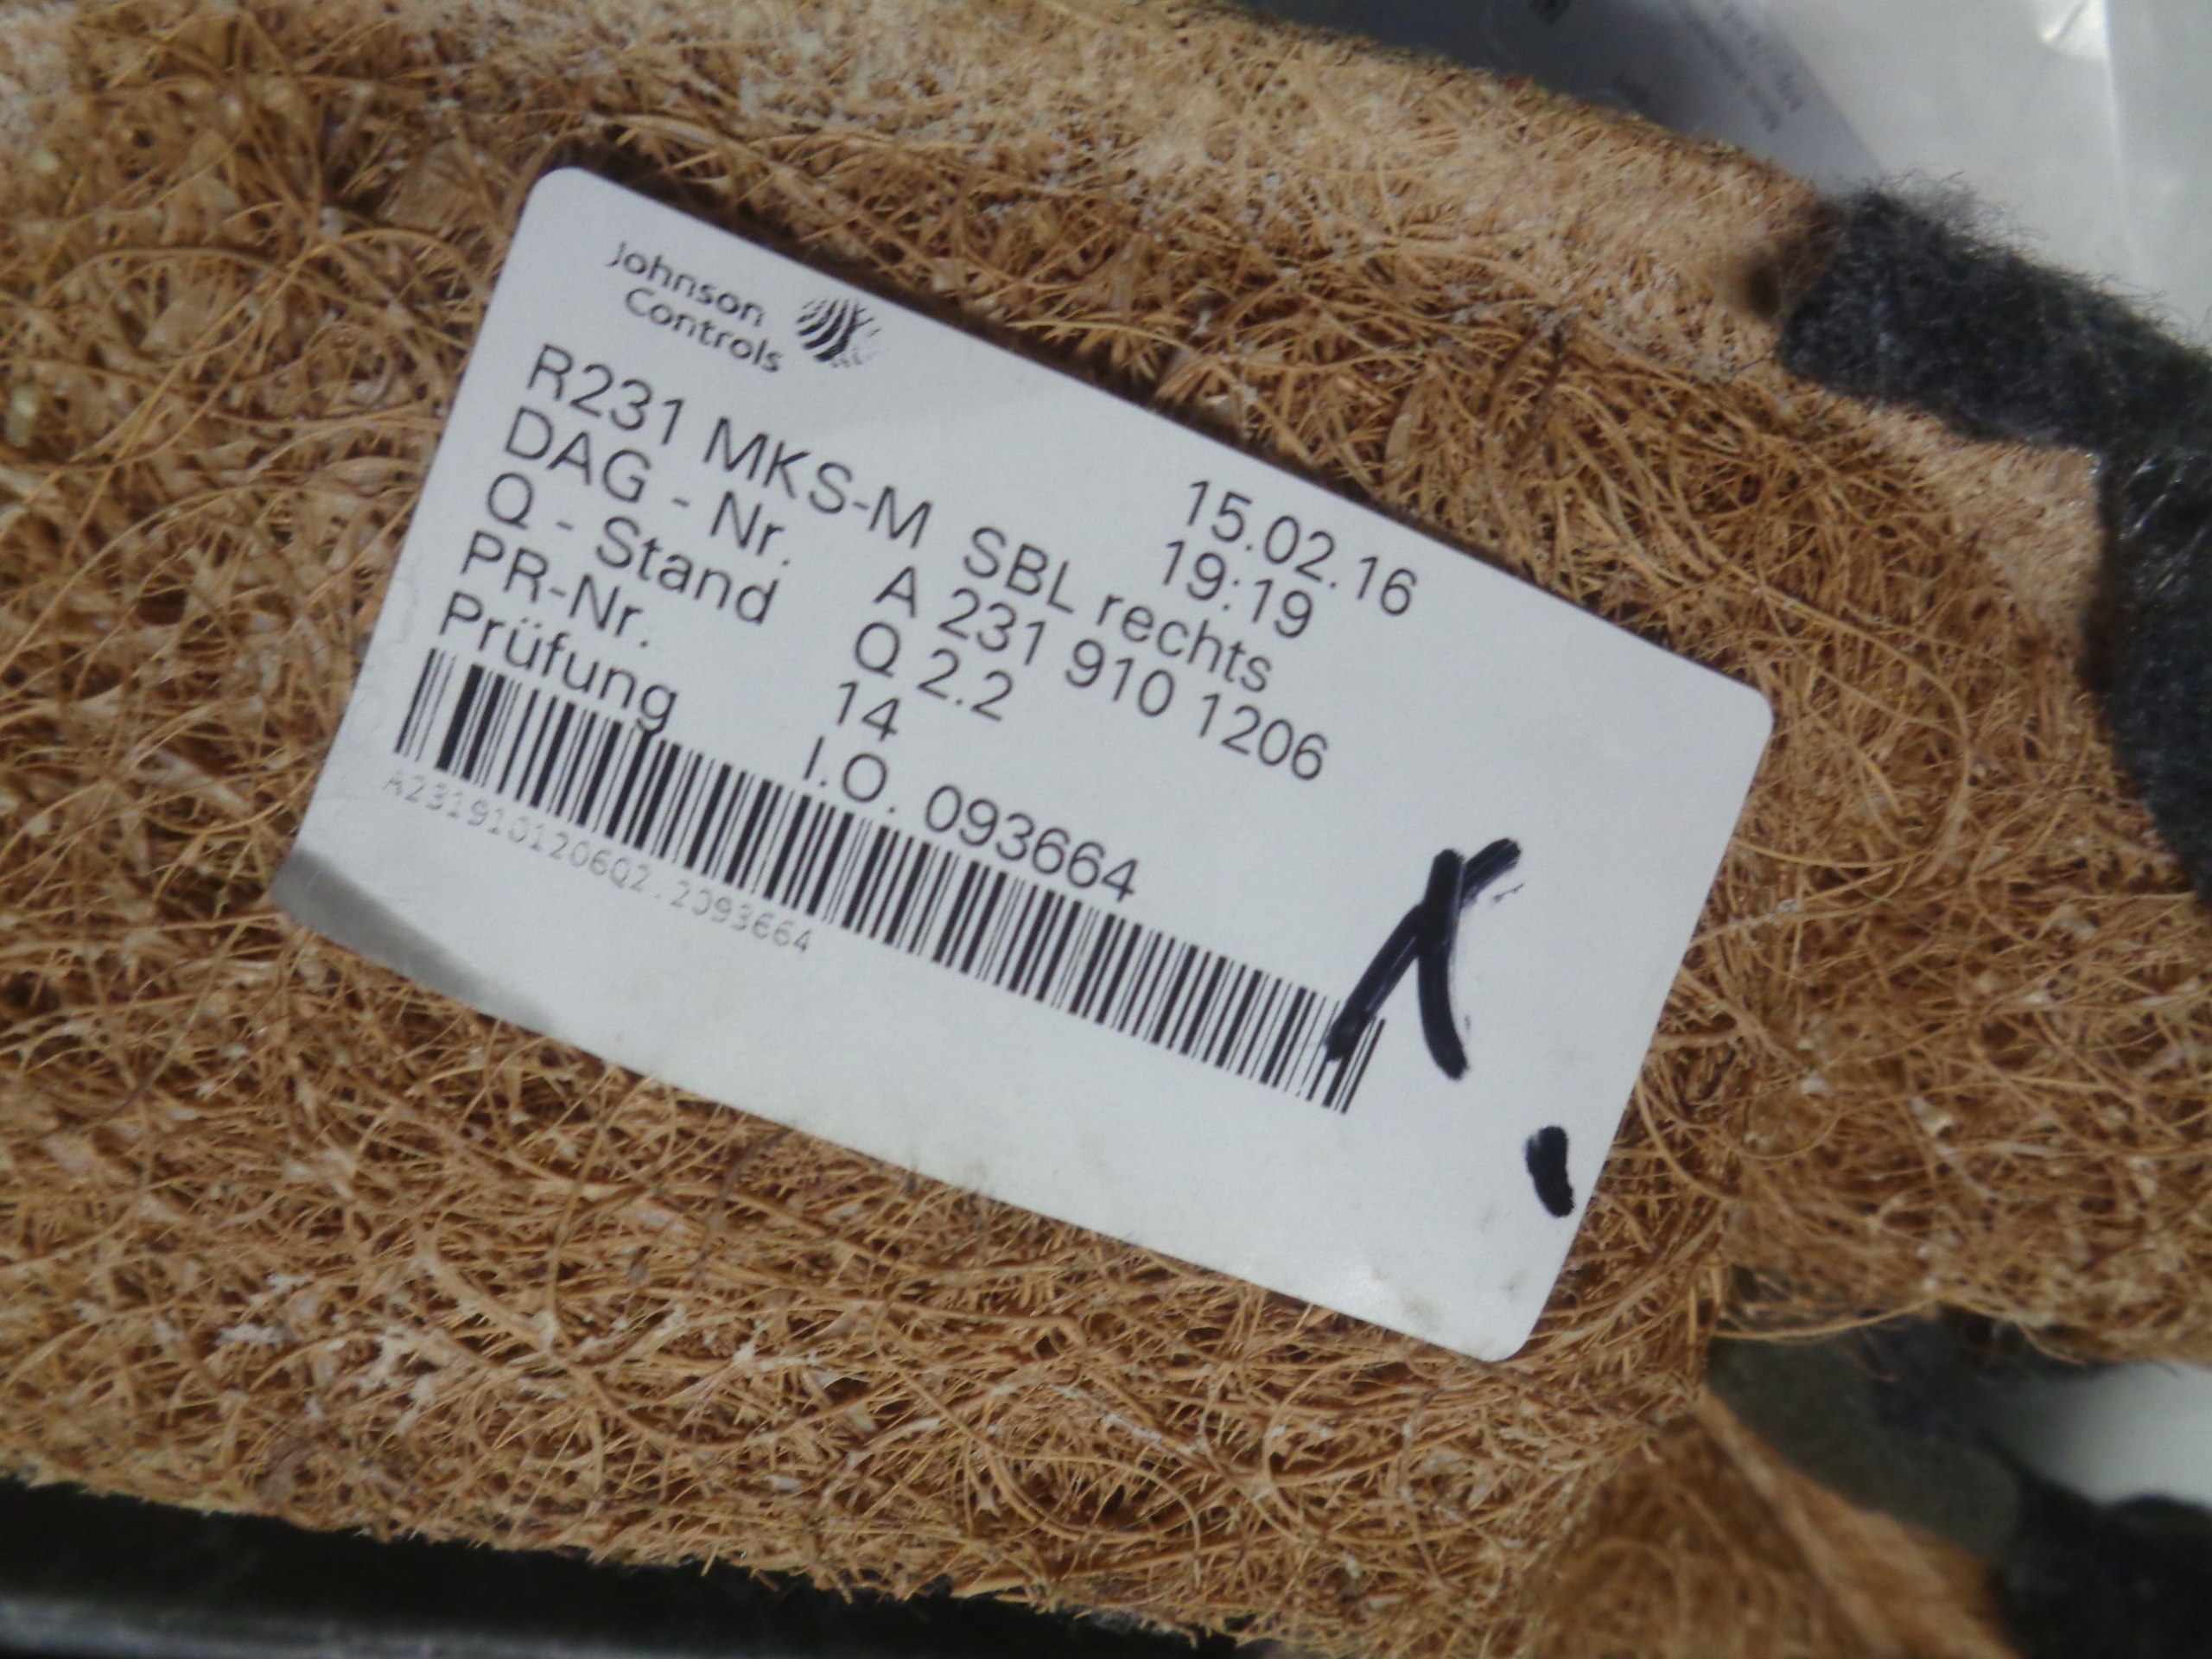 Johnson
Controls
15.02.16
19:19
R231 MKS-M SBL rechts
DAG - Nr. A 231 910 1206
Q - Stand Q 2.2
PR-Nr. 14
Prüfung I.O. 093664
A2319101206Q2.2093664